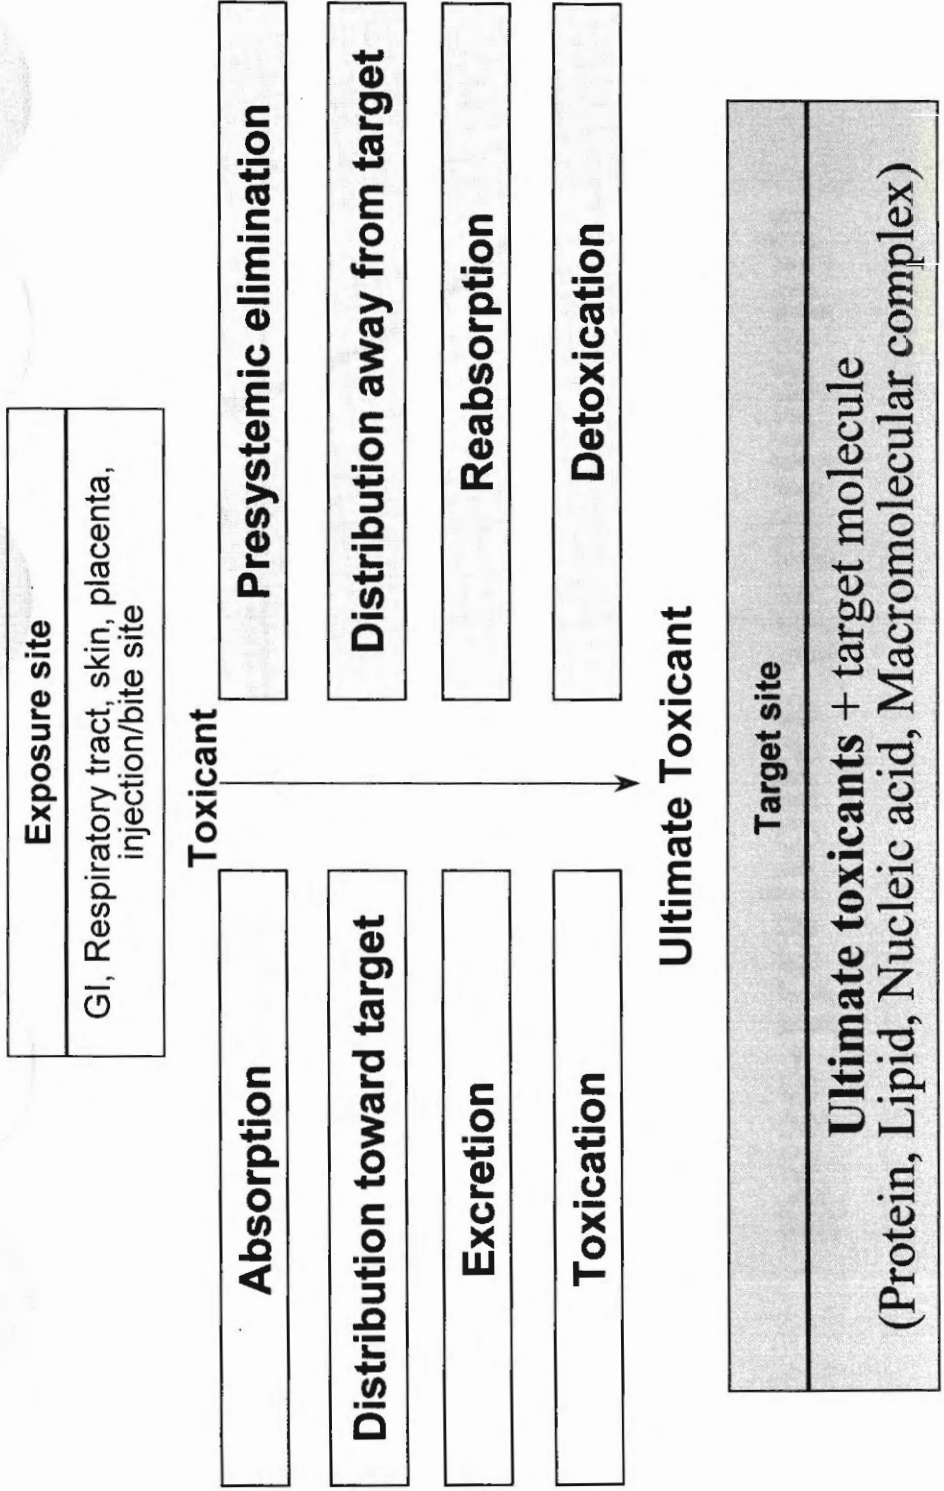 Exposure site
GI, Respiratory tract, skin, placenta,
injection/bite site
Toxicant
Absorption
Presystemic elimination
Distribution toward target
Distribution away from target
Excretion
Reabsorption
Toxication
Detoxication
Ultimate Toxicant
Target site
Ultimate toxicants + target molecule
(Protein, Lipid, Nucleic acid, Macromolecular complex)